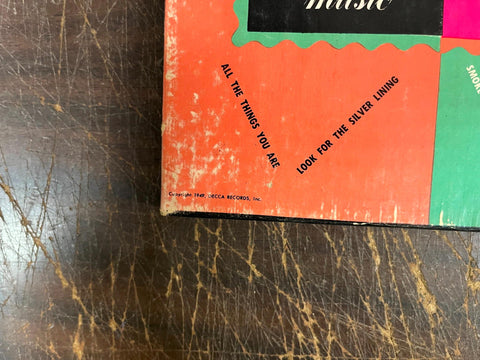 music
SMOKE
ALL THE THINGS YOU ARE
LOOK FOR THE SILVER LINING
Copyright 1949, DECCA RECORDS, Inc.